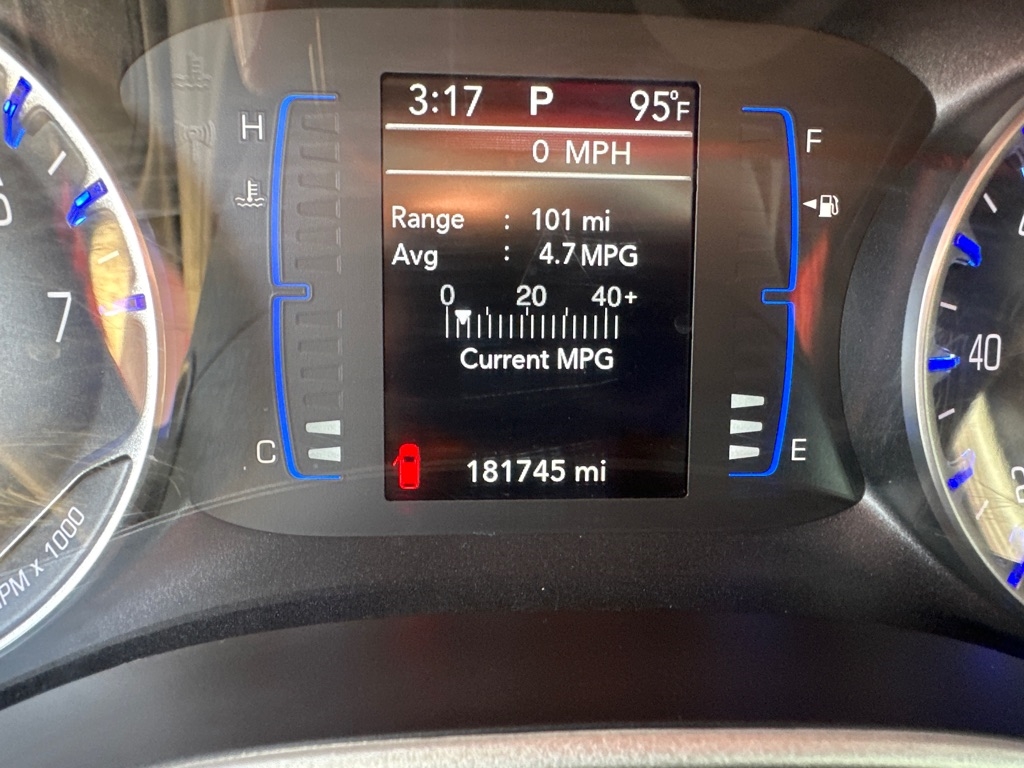 3:17 P 95°F
0 MPH
H
F
Range : 101 mi
Avg : 4.7 MPG
0 20 40+
Current MPG
7
40
C
E
181745 mi
RPM x 1000